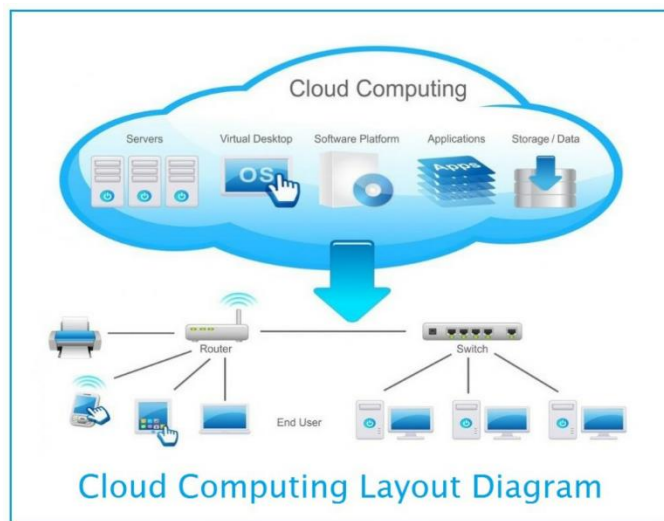 Cloud Computing
Servers
Virtual Desktop
Software Platform
Applications
Storage / Data
OS
Apps
Router
Switch
End User
Cloud Computing Layout Diagram